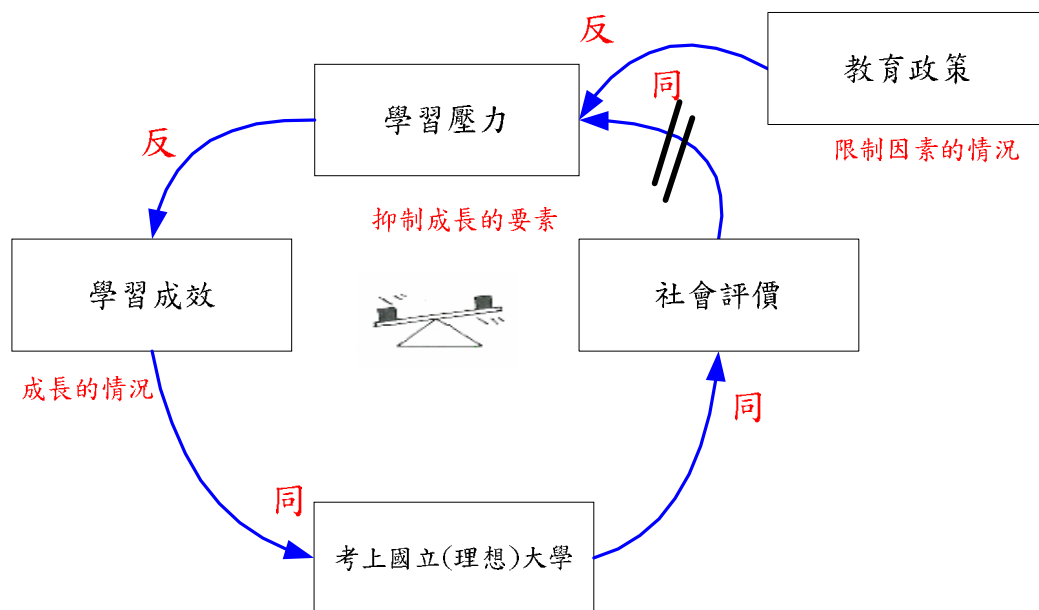 反
教育政策
同
學習壓力
反
限制因素的情況
抑制成長的要素
學習成效
社會評價
成長的情況
同
同
考上國立(理想)大學